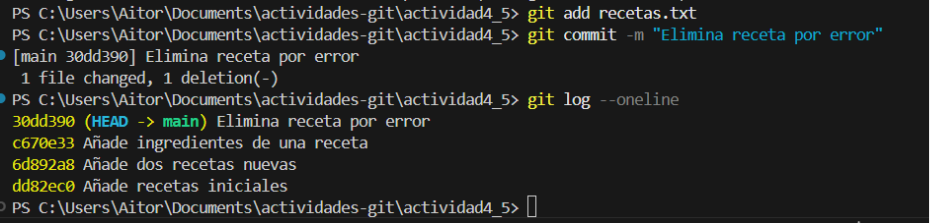 PS C:\Users\Aitor\Documents\actividades-git\actividad4_5> git add recetas.txt
PS C:\Users\Aitor\Documents\actividades-git\actividad4_5> git commit -m "Elimina receta por error"
[main 30dd390] Elimina receta por error
 1 file changed, 1 deletion(-)
PS C:\Users\Aitor\Documents\actividades-git\actividad4_5> git log --oneline
30dd390 (HEAD -> main) Elimina receta por error
c670e33 Añade ingredientes de una receta
6d892a8 Añade dos recetas nuevas
dd82ec0 Añade recetas iniciales
PS C:\Users\Aitor\Documents\actividades-git\actividad4_5>